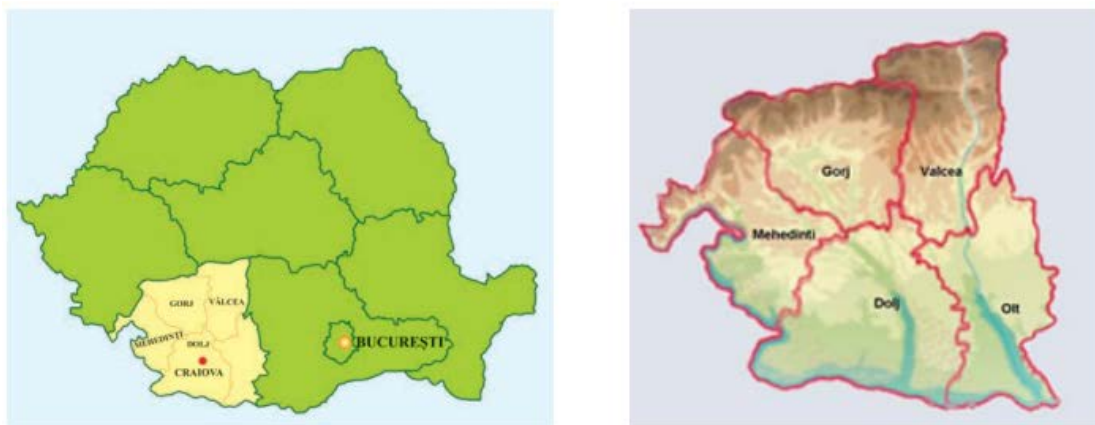 GORJ
VÂLCEA
MEHEDINȚI
DOLJ
CRAIOVA
BUCUREȘTI
Gorj
Valcea
Mehedinti
Dolj
Olt